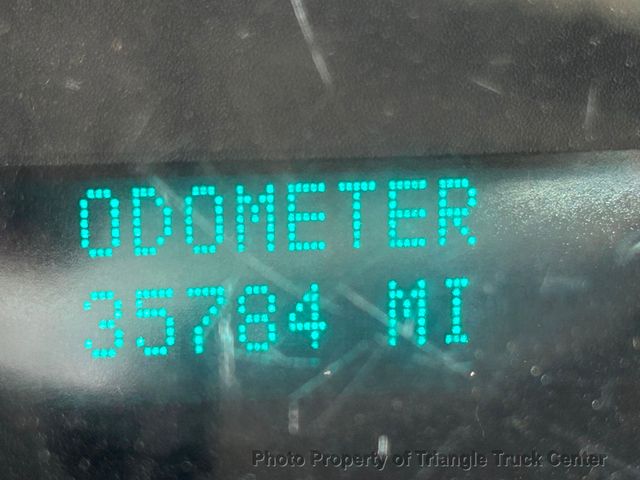 ODOMETER
35784 MI
Photo Property of Triangle Truck Center